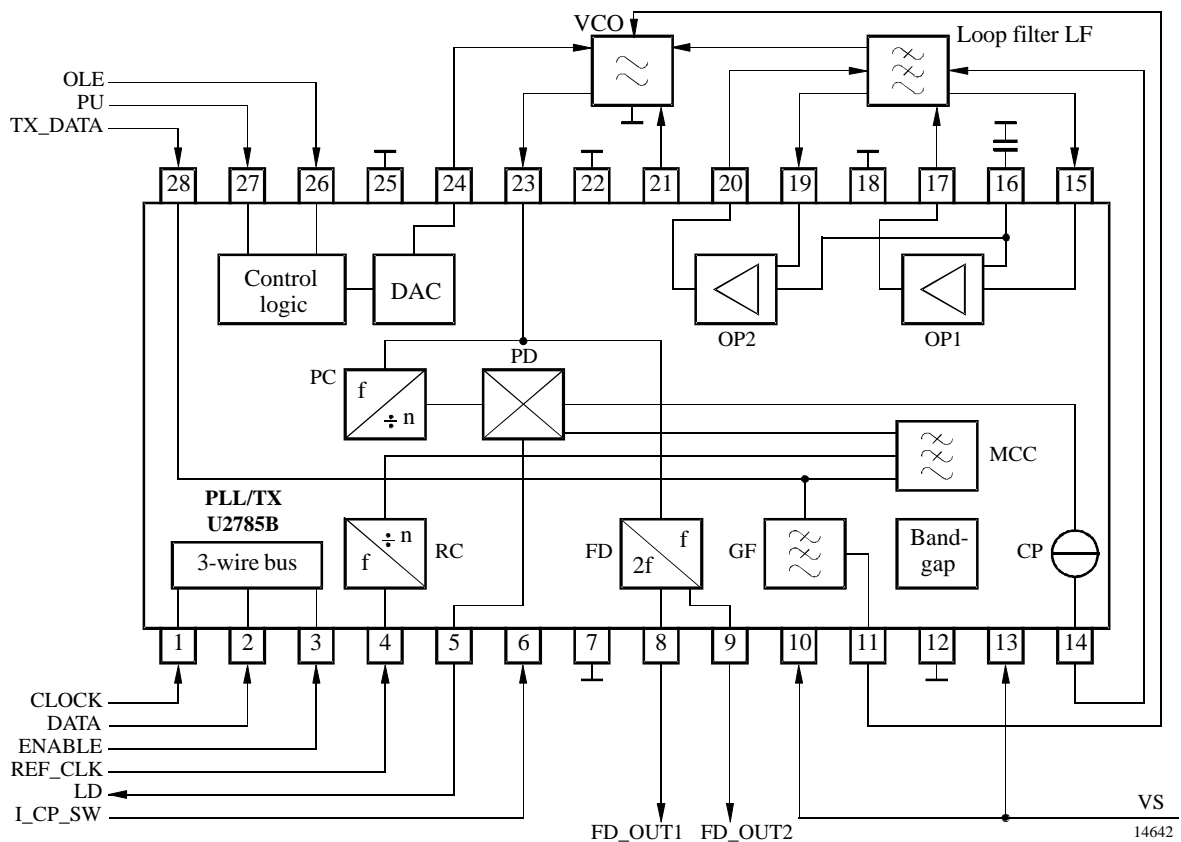 VCO
Loop filter LF
OLE
PU
TX_DATA
28 27 26 25 24 23 22 21 20 19 18 17 16 15
Control
logic
DAC
OP2
OP1
PC
f
÷ n
PD
MCC
PLL/TX
U2785B
3-wire bus
÷ n
f
RC
FD
f
2f
GF
Band-
gap
CP
1 2 3 4 5 6 7 8 9 10 11 12 13 14
CLOCK
DATA
ENABLE
REF_CLK
LD
I_CP_SW
FD_OUT1
FD_OUT2
VS
14642